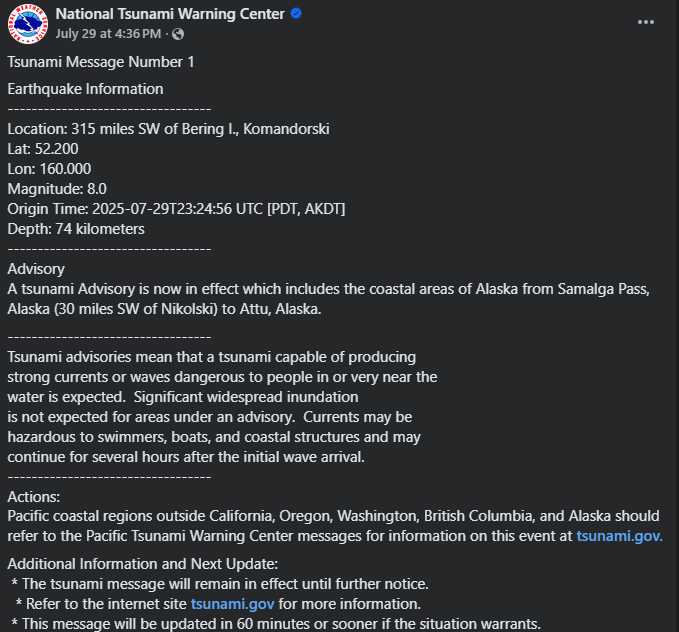 National Tsunami Warning Center
July 29 at 4:36 PM ·
Tsunami Message Number 1
Earthquake Information
----------------------------------
Location: 315 miles SW of Bering I., Komandorski
Lat: 52.200
Lon: 160.000
Magnitude: 8.0
Origin Time: 2025-07-29T23:24:56 UTC [PDT, AKDT]
Depth: 74 kilometers
----------------------------------
Advisory
A tsunami Advisory is now in effect which includes the coastal areas of Alaska from Samalga Pass,
Alaska (30 miles SW of Nikolski) to Attu, Alaska.
----------------------------------
Tsunami advisories mean that a tsunami capable of producing
strong currents or waves dangerous to people in or very near the
water is expected.  Significant widespread inundation
is not expected for areas under an advisory.  Currents may be
hazardous to swimmers, boats, and coastal structures and may
continue for several hours after the initial wave arrival.
----------------------------------
Actions:
Pacific coastal regions outside California, Oregon, Washington, British Columbia, and Alaska should
refer to the Pacific Tsunami Warning Center messages for information on this event at tsunami.gov.
Additional Information and Next Update:
* The tsunami message will remain in effect until further notice.
* Refer to the internet site tsunami.gov for more information.
* This message will be updated in 60 minutes or sooner if the situation warrants.